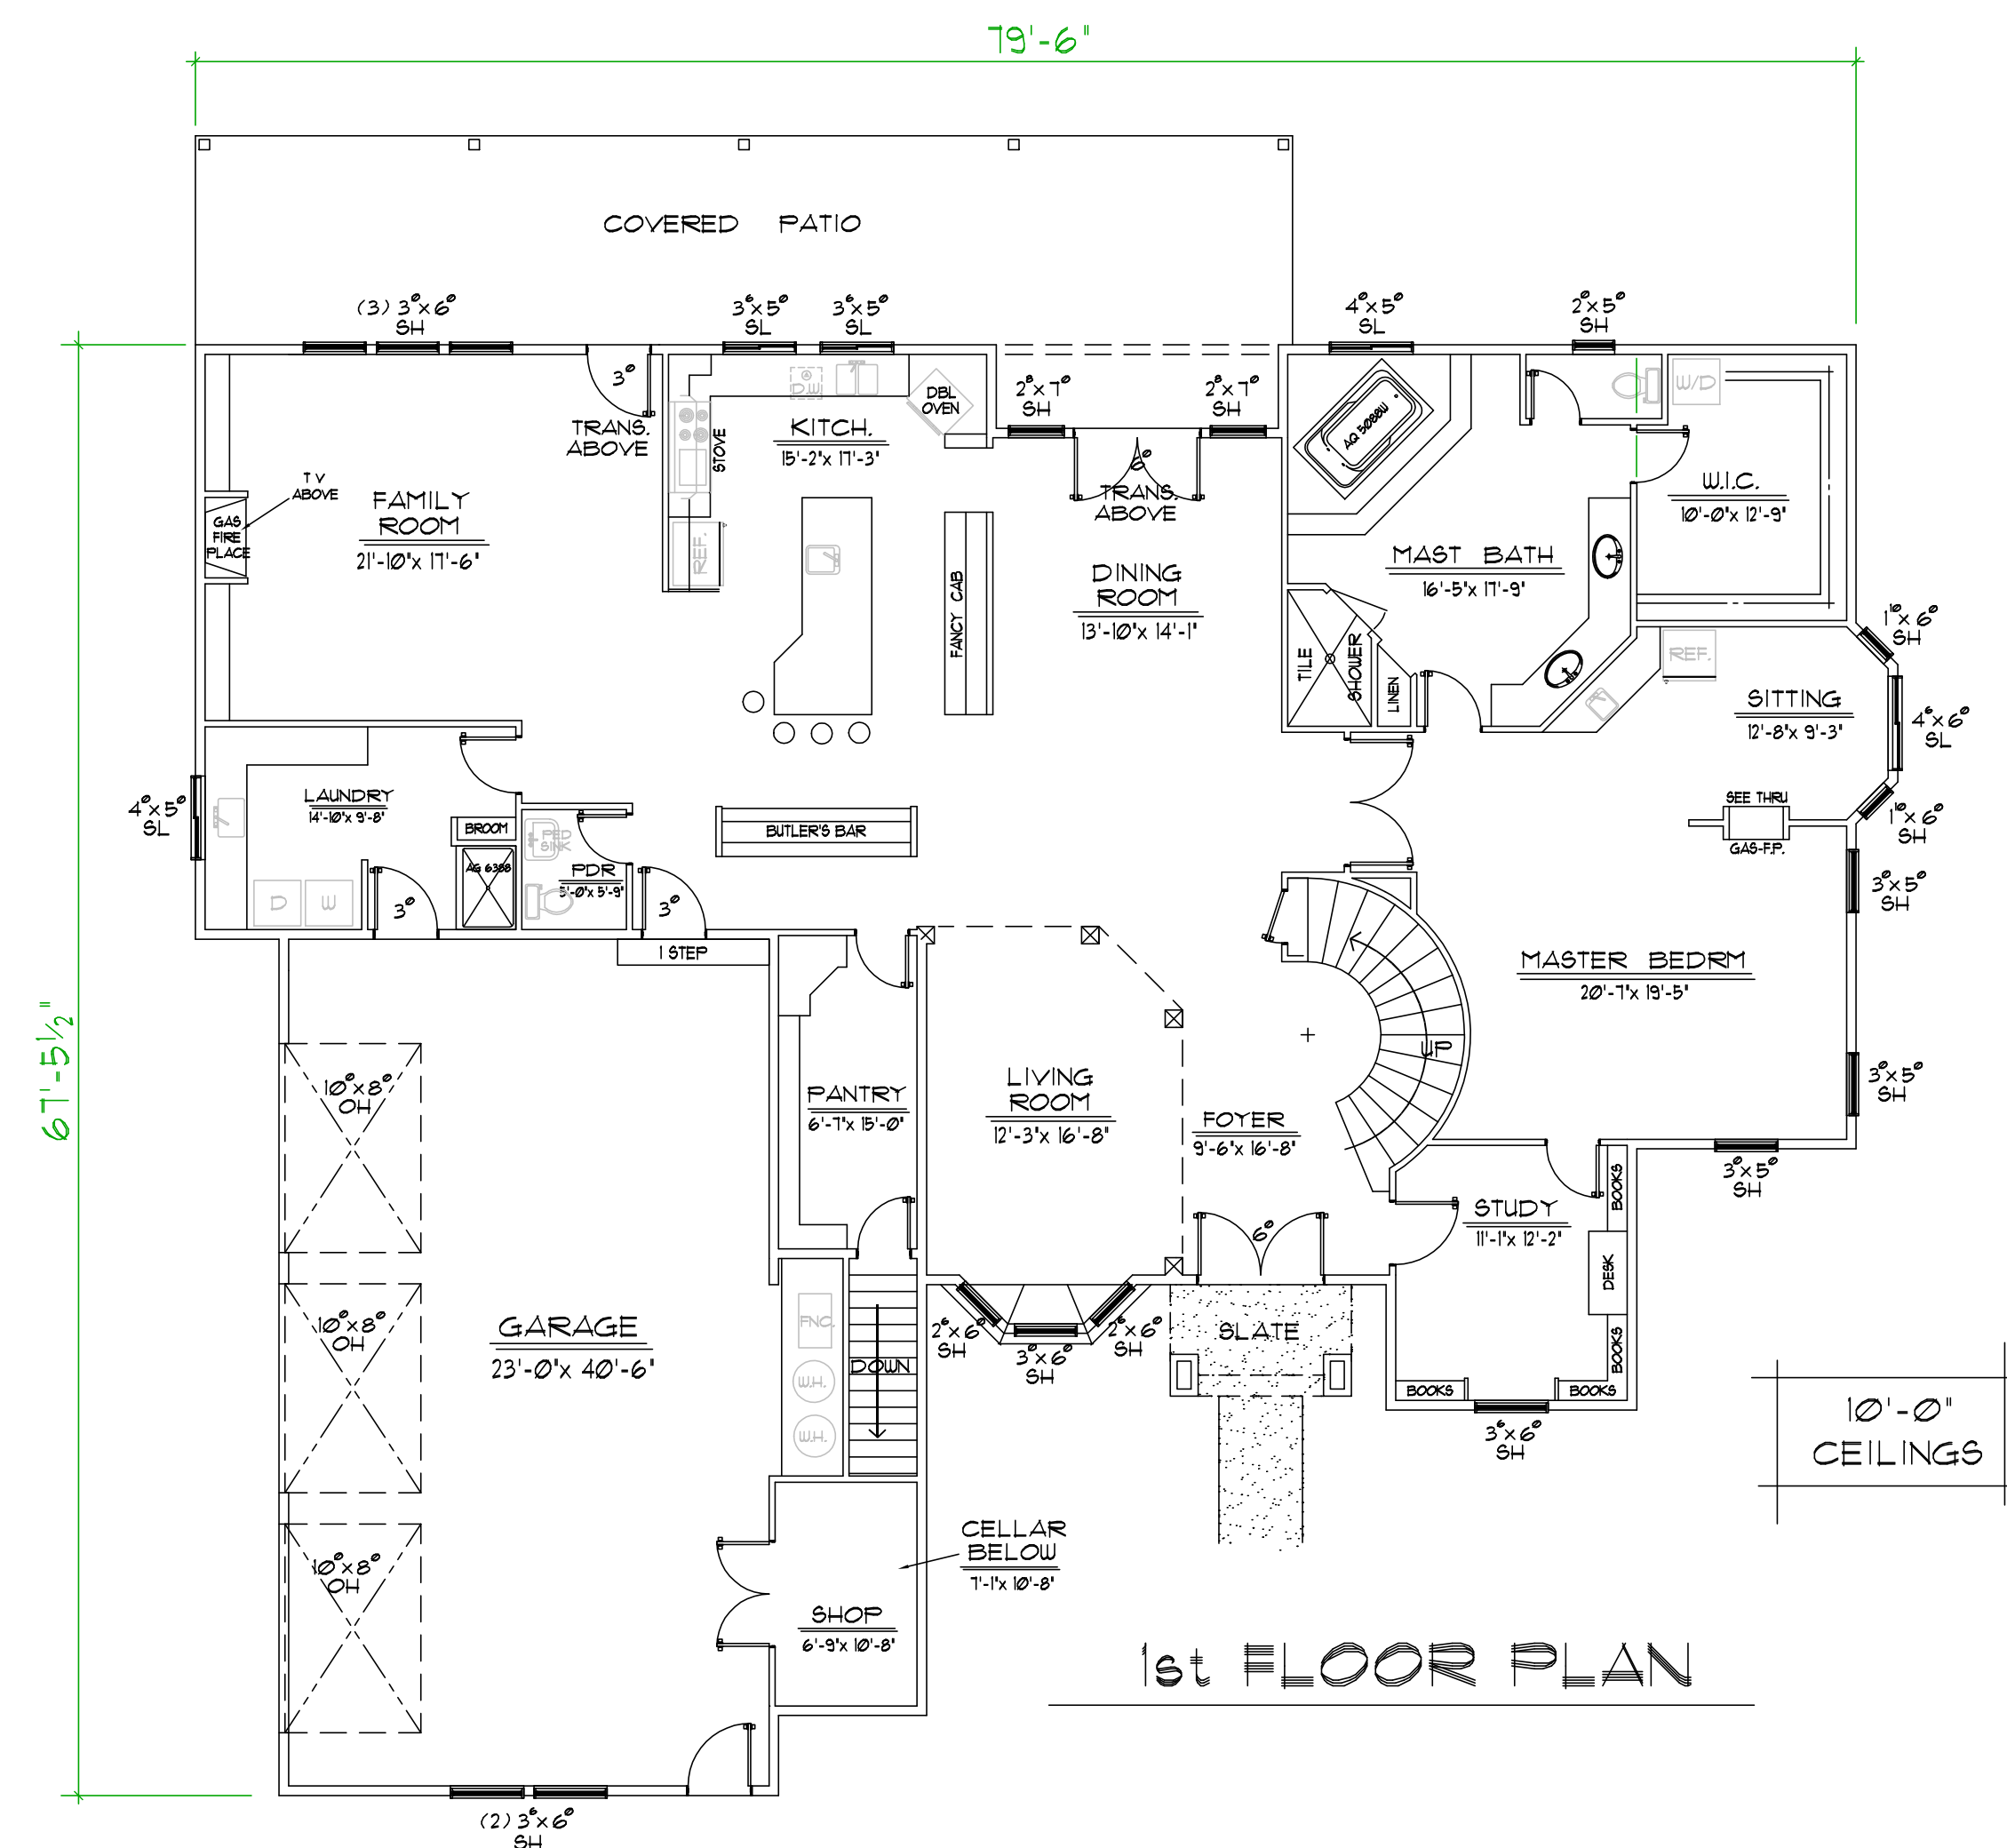 79'-6"
COVERED PATIO
(3) 3⁰x6⁰
SH
3⁶x5⁰
SL
3⁶x5⁰
SL
4⁰x5⁰
SL
2⁰x5⁰
SH
3⁰
TRANS.
ABOVE
STOVE
D.W.
KITCH.
15'-2"x 17'-3"
DBL
OVEN
2⁸x7⁰
SH
2⁸x7⁰
SH
6⁰
TRANS.
ABOVE
AQ 5088W
W/D
W.I.C.
10'-0"x 12'-9"
TV
ABOVE
GAS
FIRE
PLACE
FAMILY
ROOM
21'-10"x 17'-6"
REF.
FANCY CAB
DINING
ROOM
13'-10"x 14'-1"
MAST BATH
16'-5"x 17'-9"
TILE
SHOWER
LINEN
REF.
1¹⁰x6⁰
SH
SITTING
12'-8"x 9'-3"
4⁶x6⁰
SL
1¹⁰x6⁰
SH
SEE THRU
GAS-F.P.
4⁰x5⁰
SL
LAUNDRY
14'-10"x 9'-8"
BROOM
AG 6388
PED
SINK
PDR
5'-0"x 5'-9"
BUTLER'S BAR
D
W
3⁰
3⁰
1 STEP
3⁰x5⁰
SH
MASTER BEDRM
20'-7"x 19'-5"
67'-5½"
10⁰x8⁰
OH
PANTRY
6'-7"x 15'-0"
LIVING
ROOM
12'-3"x 16'-8"
FOYER
9'-6"x 16'-8"
UP
3⁰x5⁰
SH
3⁰x5⁰
SH
BOOKS
STUDY
11'-1"x 12'-2"
6⁰
DESK
BOOKS
BOOKS
BOOKS
3⁶x6⁰
SH
10⁰x8⁰
OH
GARAGE
23'-0"x 40'-6"
FNC.
W.H.
W.H.
DOWN
2⁶x6⁰
SH
3⁰x6⁰
SH
2⁶x6⁰
SH
SLATE
10'-0"
CEILINGS
10⁰x8⁰
OH
CELLAR
BELOW
7'-1"x 10'-8"
SHOP
6'-9"x 10'-8"
1st FLOOR PLAN
(2) 3⁶x6⁰
SH